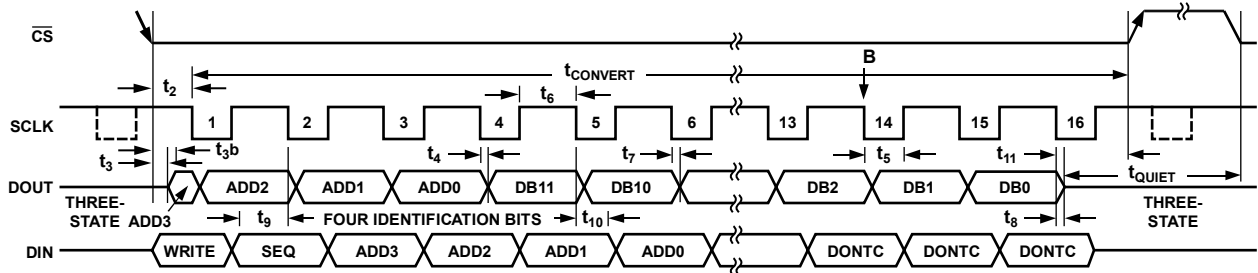 CS
B
tCONVERT
t2
t6
SCLK
1 2 3 4 5 6 13 14 15 16
t3b
t3
t4
t7
t5
t11
tQUIET
DOUT
ADD2 ADD1 ADD0 DB11 DB10 DB2 DB1 DB0
THREE-
STATE ADD3
THREE-
STATE
t9
FOUR IDENTIFICATION BITS
t10
t8
DIN
WRITE SEQ ADD3 ADD2 ADD1 ADD0 DONTC DONTC DONTC